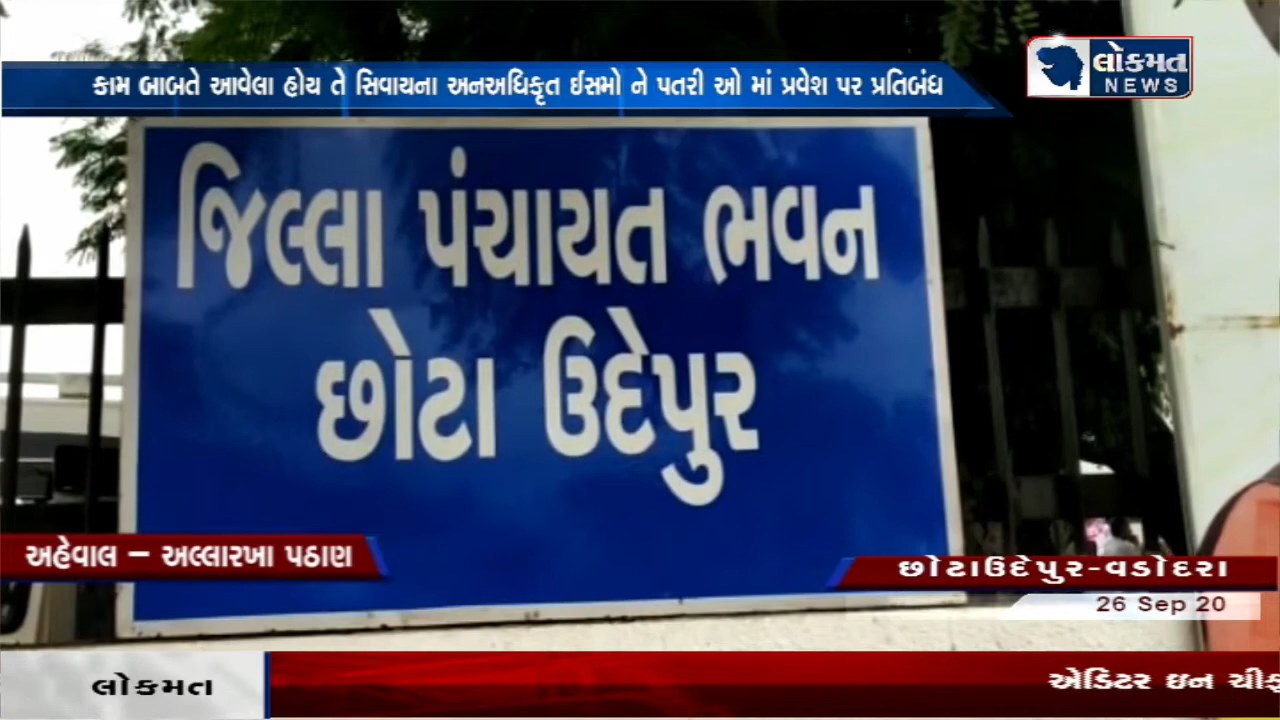 કામ બાબતે આવેલા હોય તે સિવાયના અનઅધિકૃત ઈસમો ને પતરી ઓ માં પ્રવેશ પર પ્રતિબંધ
લોકમત
NEWS
જિલ્લા પંચાયત ભવન
છોટા ઉદેપુર
અહેવાલ – અલ્લારખા પઠાણ
છોટાઉદેપુર-વડોદરા
26 Sep 20
લોકમત
એડિટર ઇન ચીફ